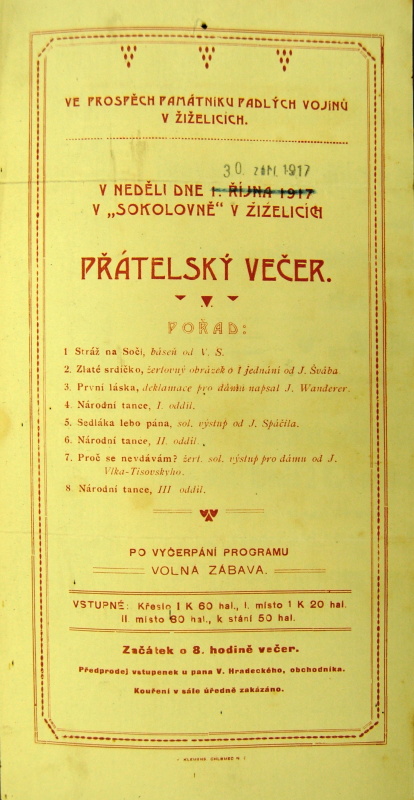 VE PROSPĚCH PAMÁTNÍKU PADLÝCH VOJÍNŮ
V ŽIŽELICÍCH.
30. ZÁŘÍ. 1917
V NEDĚLI DNE 1. ŘÍJNA 1917
V „SOKOLOVNĚ“ V ŽIŽELICÍCH
PŘÁTELSKÝ VEČER.
POŘAD:
1 Stráž na Soči, báseň od V. S.
2. Zlaté srdíčko, žertovný obrázek o 1 jednání od J. Švába
3. První láska, deklamace pro dámu napsal J. Wanderer.
4. Národní tance, I. oddíl.
5. Sedláka lebo pána, sol. výstup od J. Spáčila.
6. Národní tance, II. oddíl.
7. Proč se nevdávám? žert. sol. výstup pro dámu od J.
Vlka-Tisovského.
8 Národní tance, III oddíl.
PO VYČERPÁNÍ PROGRAMU
VOLNÁ ZÁBAVA.
VSTUPNÉ: Křeslo 1 K 60 hal., I. místo 1 K 20 hal.
II. místo 80 hal., k stání 50 hal.
Začátek o 8. hodině večer.
Předprodej vstupenek u pana V. Hradeckého, obchodníka.
Kouření v sále úředně zakázáno.
KLEMENS CHLUMEC N.